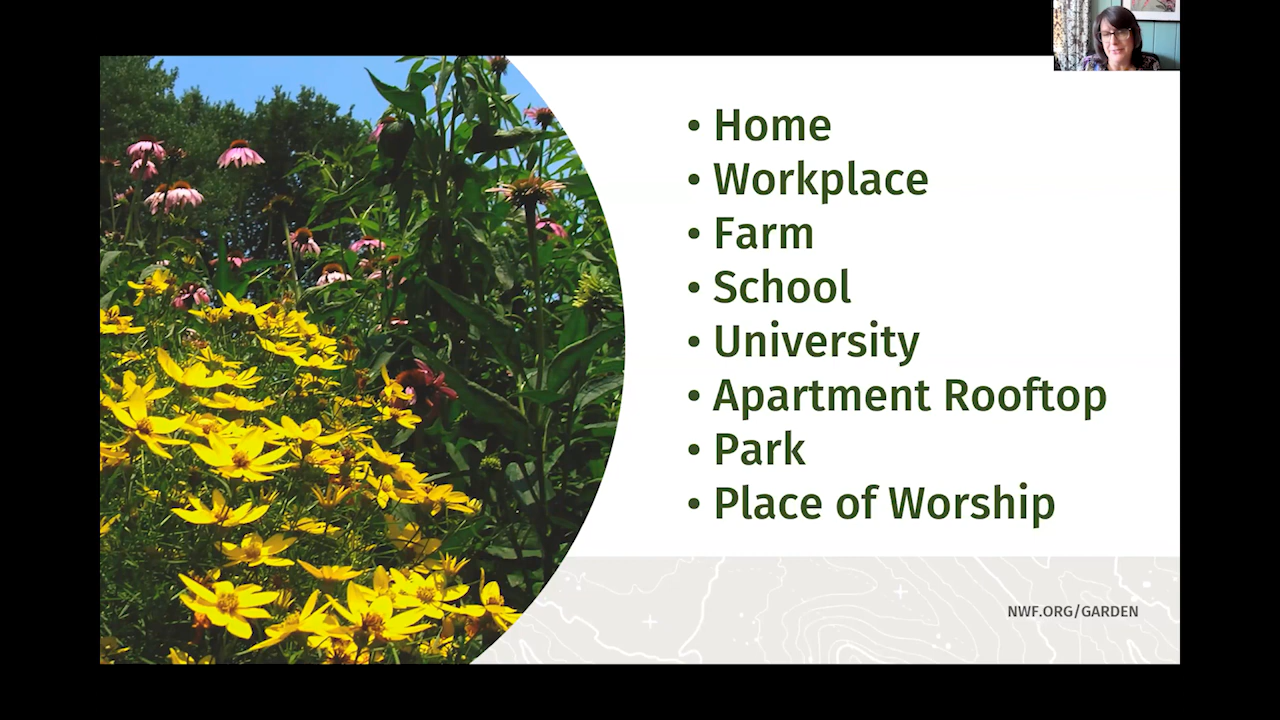 • Home
• Workplace
• Farm
• School
• University
• Apartment Rooftop
• Park
• Place of Worship
NWF.ORG/GARDEN